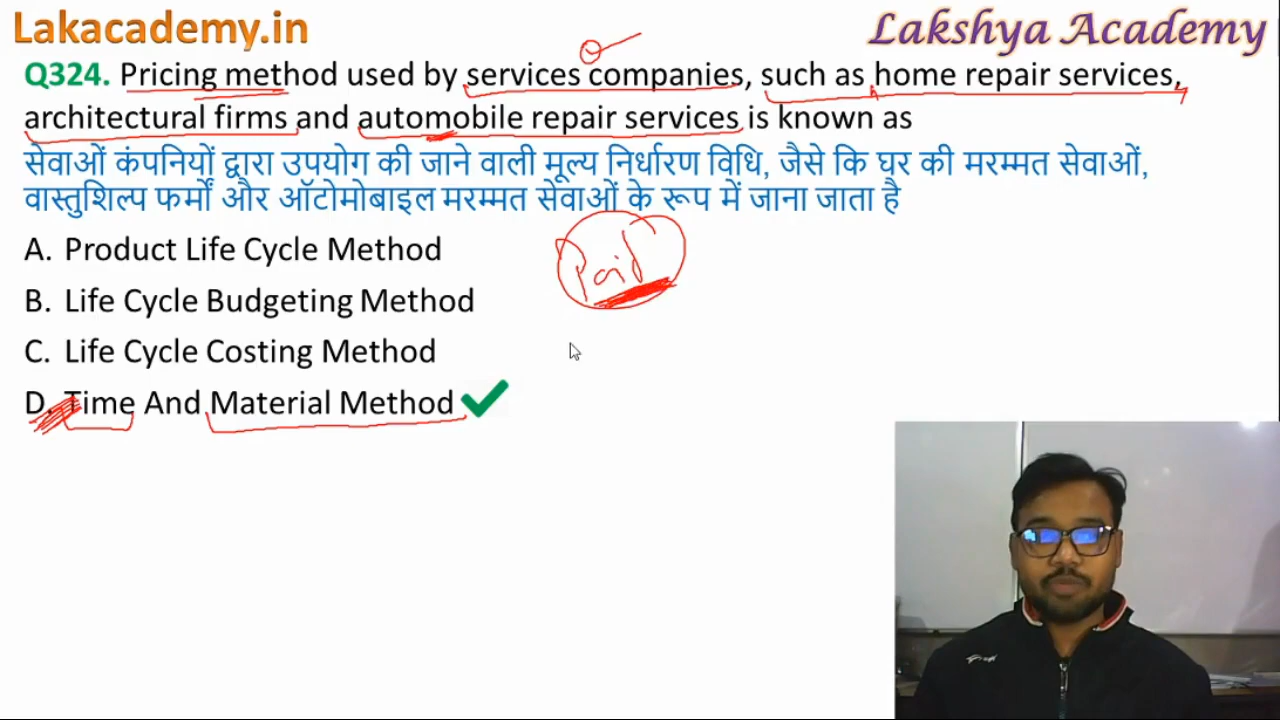 Lakacademy.in
Lakshya Academy
Q324. Pricing method used by services companies, such as home repair services,
architectural firms and automobile repair services is known as
सेवाओं कंपनियों द्वारा उपयोग की जाने वाली मूल्य निर्धारण विधि, जैसे कि घर की मरम्मत सेवाओं,
वास्तुशिल्प फर्मों और ऑटोमोबाइल मरम्मत सेवाओं के रूप में जाना जाता है
A. Product Life Cycle Method
Paid
B. Life Cycle Budgeting Method
C. Life Cycle Costing Method
D. Time And Material Method